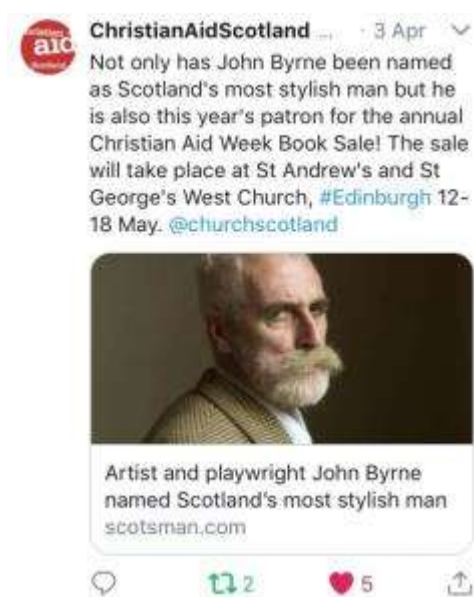 christian
aid
Scotland
ChristianAidScotland ... · 3 Apr
Not only has John Byrne been named
as Scotland's most stylish man but he
is also this year's patron for the annual
Christian Aid Week Book Sale! The sale
will take place at St Andrew's and St
George's West Church, #Edinburgh 12-
18 May. @churchscotland
Artist and playwright John Byrne
named Scotland's most stylish man
scotsman.com
2 5